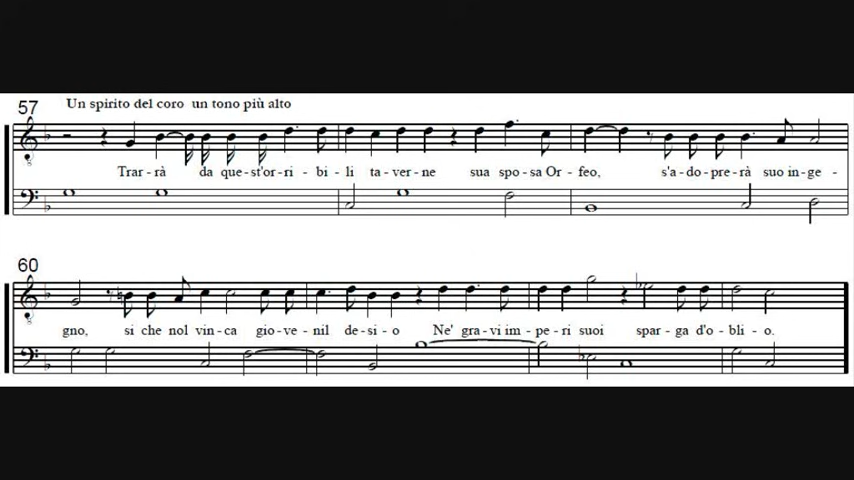 57 Un spirito del coro un tono più alto
Trar-rà da que-st'or-ri-bi-li ta-ver-ne sua spo-sa Or-feo, s'a-do-pre-rà suo in-ge-
60
gno, si che nol vin-ca gio-ve-nil de-si-o Ne' gra-vi im-pe-ri suoi spar-ga d'o-bli-o.